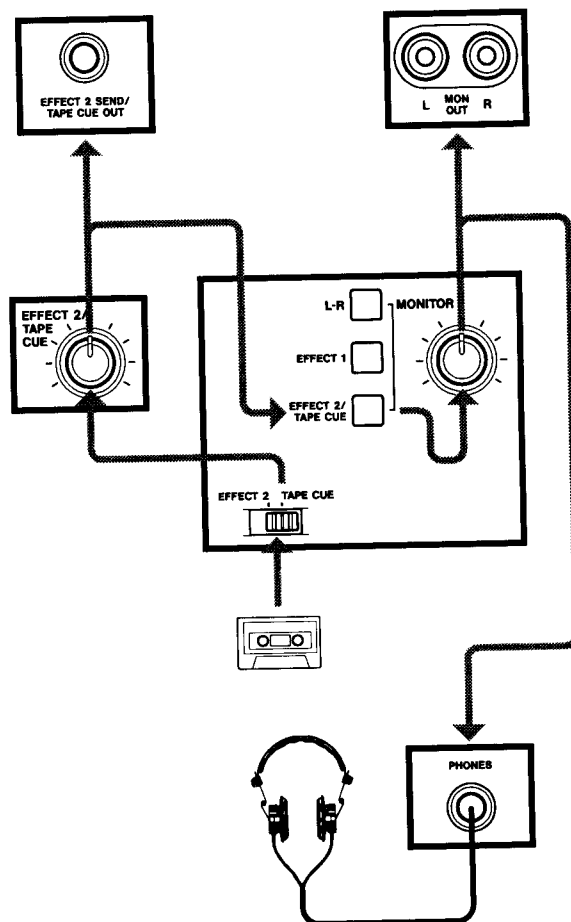 EFFECT 2 SEND/
TAPE CUE OUT
L MON R
OUT
EFFECT 2/
TAPE
CUE
L-R
MONITOR
EFFECT 1
EFFECT 2/
TAPE CUE
EFFECT 2 TAPE CUE
PHONES